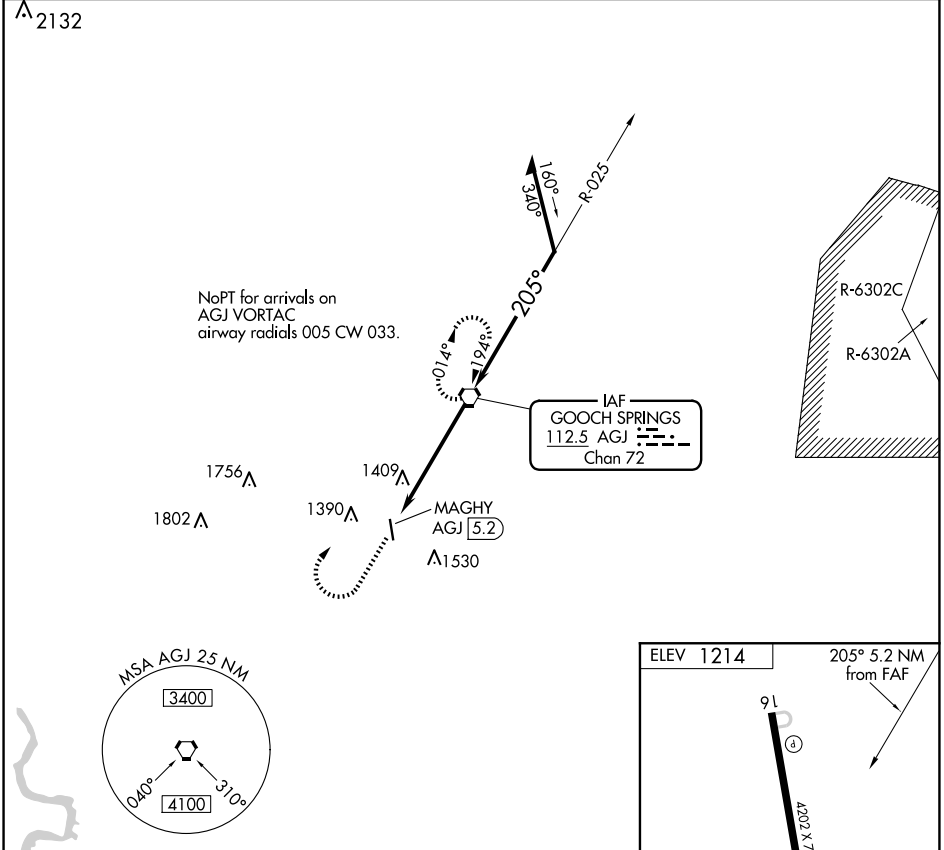 2132
R-025
160°
340°
205°
NoPT for arrivals on
AGJ VORTAC
airway radials 005 CW 033.
R-6302C
R-6302A
014°
194°
IAF
GOOCH SPRINGS
112.5 AGJ
Chan 72
1756
1409
1802
1390
MAGHY
AGJ 5.2
1530
MSA AGJ 25 NM
3400
040°
310°
4100
ELEV 1214
205° 5.2 NM
from FAF
16
4202 X 7